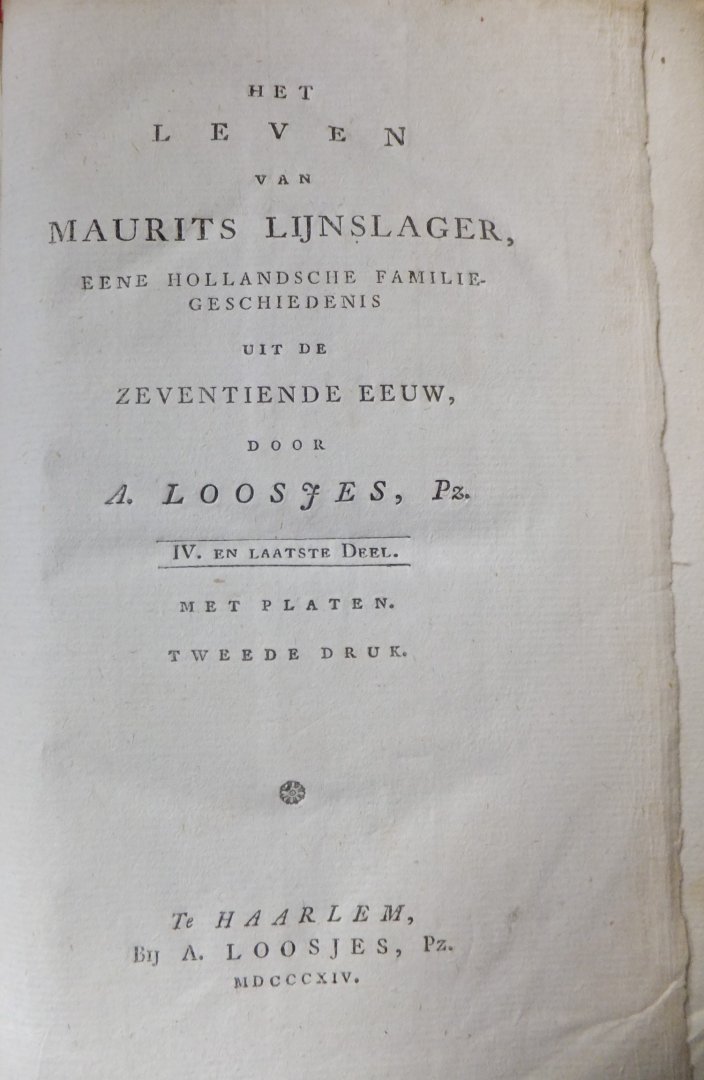 HET
LEVEN
VAN
MAURITS LIJNSLAGER,
EENE HOLLANDSCHE FAMILIE-
GESCHIEDENIS
UIT DE
ZEVENTIENDE EEUW,
DOOR
A. LOOSJES, Pz.
IV. EN LAATSTE DEEL.
MET PLATEN.
TWEEDE DRUK.
Te HAARLEM,
Bij A. LOOSJES, Pz.
MDCCCXIV.